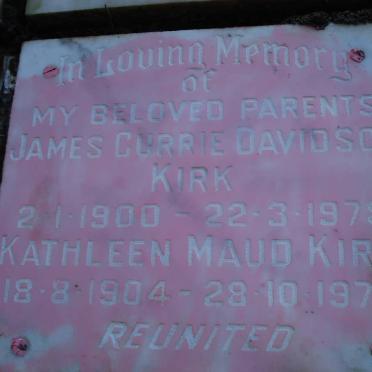 In Loving Memory
of
MY BELOVED PARENTS
JAMES CURRIE DAVIDSO
KIRK
2·1·1900 - 22·3·197
KATHLEEN MAUD KIR
18·8·1904 - 28·10·197
REUNITED